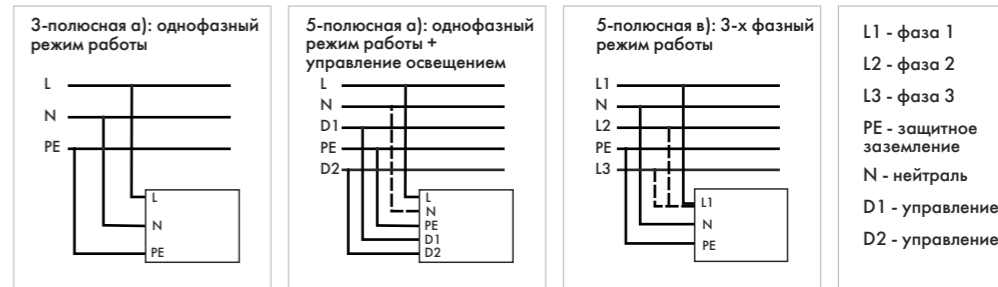 3-полюсная а): однофазный
режим работы
L
N
PE
L
N
PE
5-полюсная а): однофазный
режим работы +
управление освещением
L
N
D1
PE
D2
L
N
PE
D1
D2
5-полюсная в): 3-х фазный
режим работы
L1
N
L2
PE
L3
L1
N
PE
L1 - фаза 1
L2 - фаза 2
L3 - фаза 3
PE - защитное
заземление
N - нейтраль
D1 - управление
D2 - управление